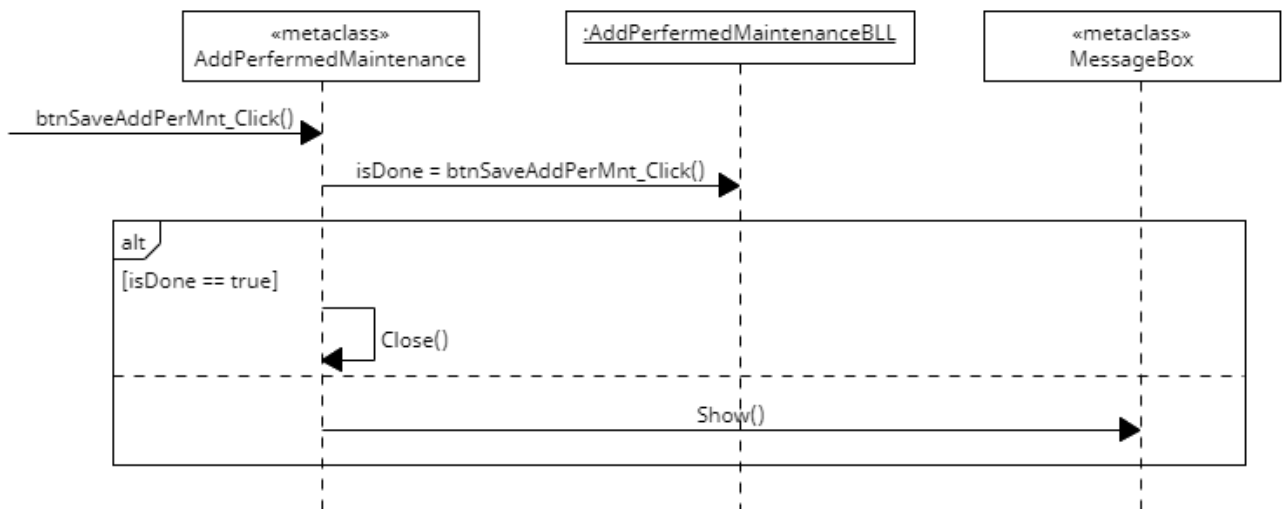 «metaclass»
AddPerfermedMaintenance
:AddPerfermedMaintenanceBLL
«metaclass»
MessageBox
btnSaveAddPerMnt_Click()
isDone = btnSaveAddPerMnt_Click()
alt
[isDone == true]
Close()
Show()